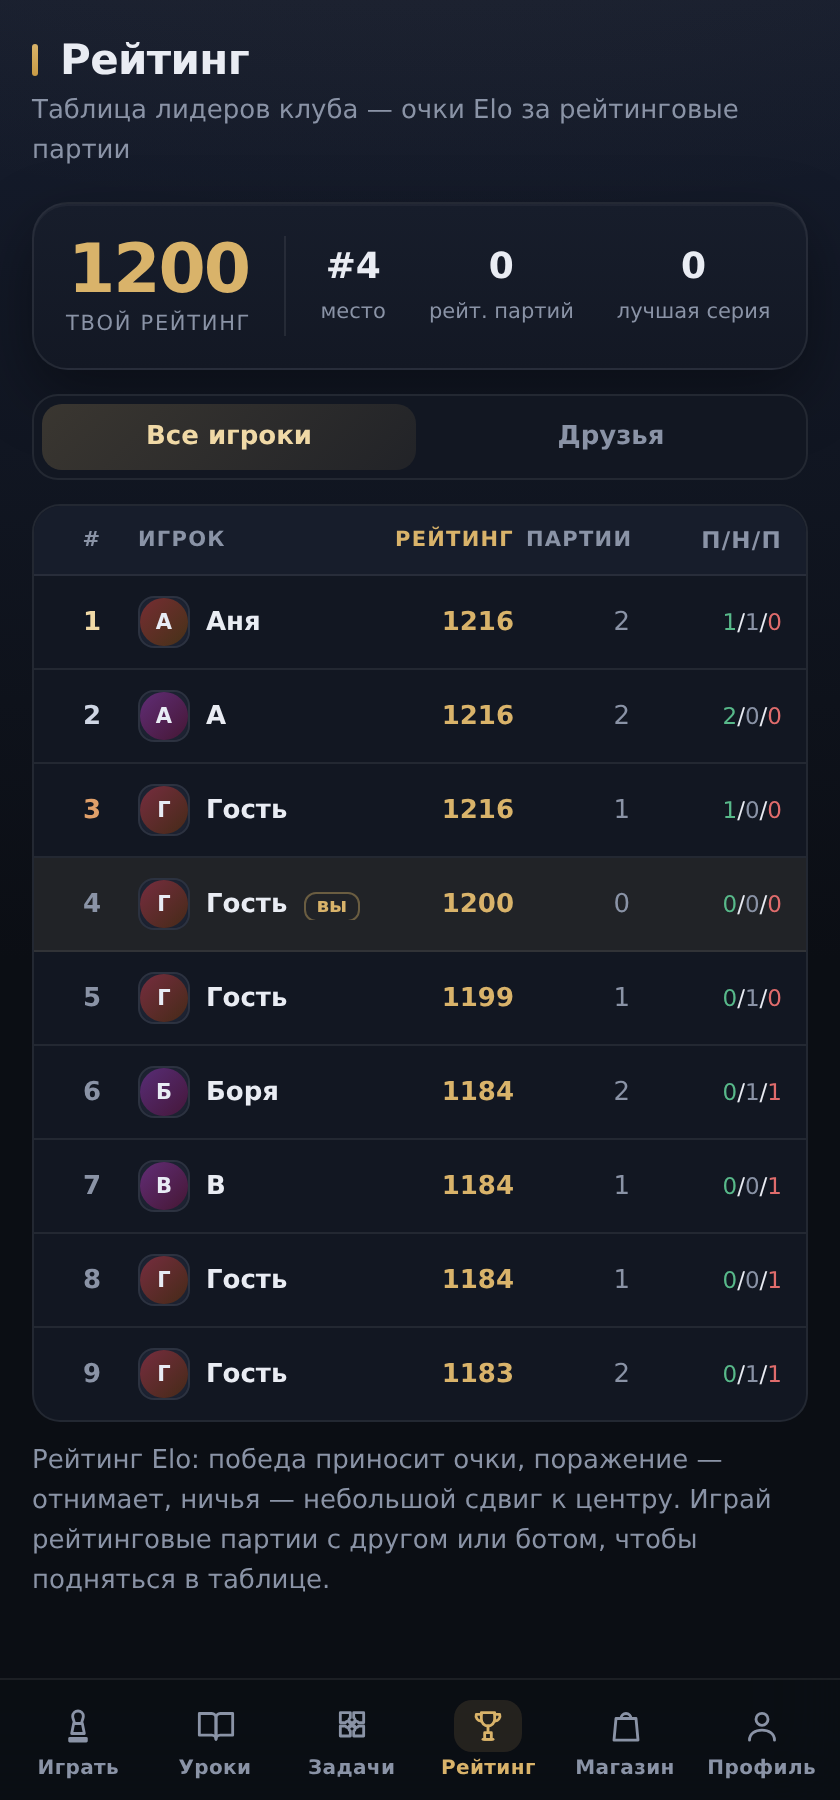 Рейтинг
Таблица лидеров клуба — очки Elo за рейтинговые
партии
1200
ТВОЙ РЕЙТИНГ
#4
место
0
рейт. партий
0
лучшая серия
Все игроки Друзья
# ИГРОК РЕЙТИНГ ПАРТИИ П/Н/П
1 А Аня 1216 2 1/1/0
2 А А 1216 2 2/0/0
3 Г Гость 1216 1 1/0/0
4 Г Гость вы 1200 0 0/0/0
5 Г Гость 1199 1 0/1/0
6 Б Боря 1184 2 0/1/1
7 В В 1184 1 0/0/1
8 Г Гость 1184 1 0/0/1
9 Г Гость 1183 2 0/1/1
Рейтинг Elo: победа приносит очки, поражение —
отнимает, ничья — небольшой сдвиг к центру. Играй
рейтинговые партии с другом или ботом, чтобы
подняться в таблице.
Играть Уроки Задачи Рейтинг Магазин Профиль